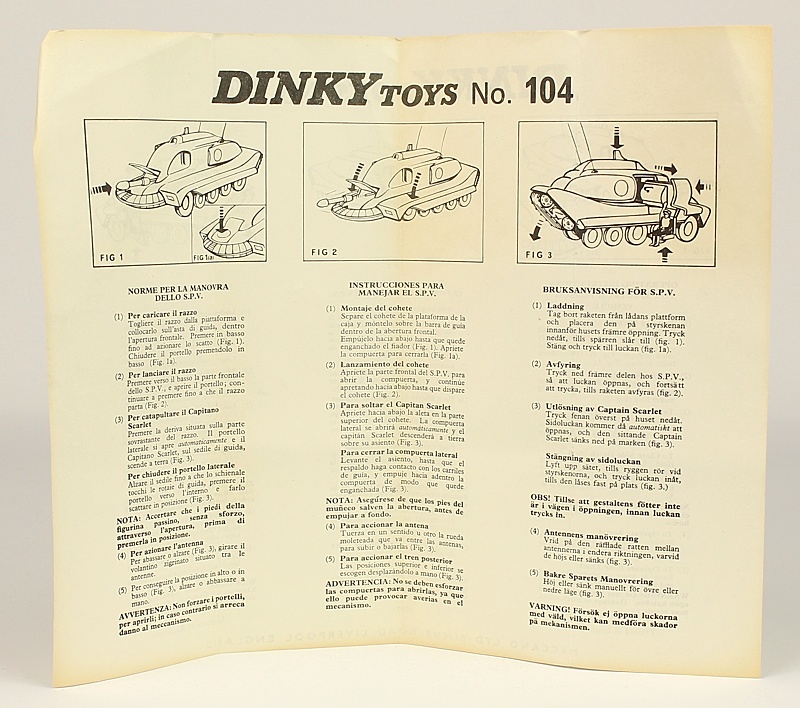 DINKY TOYS No. 104
FIG 1
FIG 1(a)
FIG 2
FIG 3
NORME PER LA MANOVRA
DELLO S.P.V.
(1) Per caricare il razzo
Togliere il razzo dalla piattaforma e
collocarlo sull'asta di guida, dentro
l'apertura frontale. Premere in basso
fino ad azionare lo scatto (Fig. 1).
Chiudere il portello premendolo in
basso (Fig. 1a).
(2) Per lanciare il razzo
Premere verso il basso la parte frontale
dello S.P.V., e aprire il portello; con-
tinuare a premere fino a che il razzo
parta (Fig. 2).
(3) Per catapultare il Capitano
Scarlet
Premere la deriva situata sulla parte
sovrastante del razzo. Il portello
laterale si apre automaticamente e il
Capitano Scarlet, sul sedile di guida,
scende a terra (Fig. 3).
Per chiudere il portello laterale
Alzare il sedile fino a che lo schienale
tocchi le rotaie di guida, premere il
portello verso l'interno e farlo
scattare in posizione (Fig. 3).
NOTA: Accertare che i piedi della
figurina passino, senza sforzo,
attraverso l'apertura, prima di
premerla in posizione.
(4) Per azionare l'antenna
Per abbassare o alzare (Fig. 3), girare il
volantino zigrinato situato tra le
antenne.
(5) Per conseguire la posizione in alto o in
basso (Fig. 3), alzare o abbassare a
mano.
AVVERTENZA: Non forzare i portelli,
per aprirli; in caso contrario si arreca
danno al meccanismo.
INSTRUCCIONES PARA
MANEJAR EL S.P.V.
(1) Montaje del cohete
Separe el cohete de la plataforma de la
caja y móntelo sobre la barra de guía
dentro de la abertura frontal.
Empújelo hacia abajo hasta que quede
enganchado el fiador (Fig. 1). Apriete
la compuerta para cerrarla (Fig. 1a).
(2) Lanzamiento del cohete
Apriete la parte frontal del S.P.V. para
abrir la compuerta, y continúe
apretando hacia abajo hasta que dispare
el cohete (Fig. 2).
(3) Para soltar el Capitan Scarlet
Apriete hacia abajo la aleta en la parte
superior del cohete. La compuerta
lateral se abrirá automáticamente y el
capitán Scarlet descenderá a tierra
sobre su asiento (Fig. 3).
Para cerrar la compuerta lateral
Levante el asiento, hasta que el
respaldo haga contacto con los carriles
de guía, y empuje hacia adentro la
compuerta de modo que quede
enganchada (Fig. 3).
NOTA: Asegúrese de que los pies del
muñeco salven la abertura, antes de
empujar a fondo.
(4) Para accionar la antena
Tuerza en un sentido u otro la rueda
moleteada que va entre las antenas,
para subir o bajarlas (Fig. 3).
(5) Para accionar el tren posterior
Las posiciones superior e inferior se
escogen desplazándolo a mano (Fig. 3).
ADVERTENCIA: No se deben esforzar
las compuertas para abrirlas, ya que
ello puede provocar averías en el
mecanismo.
BRUKSANVISNING FÖR S.P.V.
(1) Laddning
Tag bort raketen från lådans plattform
och placera den på styrskenan
innanför husets främre öppning. Tryck
nedåt, tills spärren slår till (fig. 1).
Stäng och tryck till luckan (fig. 1a).
(2) Avfyring
Tryck ned främre delen hos S.P.V.,
så att luckan öppnas, och fortsätt
att trycka, tills raketen avfyras (fig. 2).
(3) Utlösning av Captain Scarlet
Tryck fenan överst på huset nedåt.
Sidoluckan kommer då automatiskt att
öppnas, och den sittande Captain
Scarlet sänks ned på marken (fig. 3).
Stängning av sidoluckan
Lyft upp sätet, tills ryggen rör vid
styrskenorna, och tryck luckan inåt,
tills den låses fast på plats (fig. 3.)
OBS! Tillse att gestaltens fötter inte
är i vägen i öppningen, innan luckan
trycks in.
(4) Antennens manövrering
Vrid på den räfflade ratten mellan
antennerna i endera riktningen, varvid
de höjs eller sänks (fig. 3).
(5) Bakre Sparets Manovrering
Höj eller sänk manuellt för övre eller
nedre läge (fig. 3).
VARNING! Försök ej öppna luckorna
med våld, vilket kan medföra skador
på mekanismen.